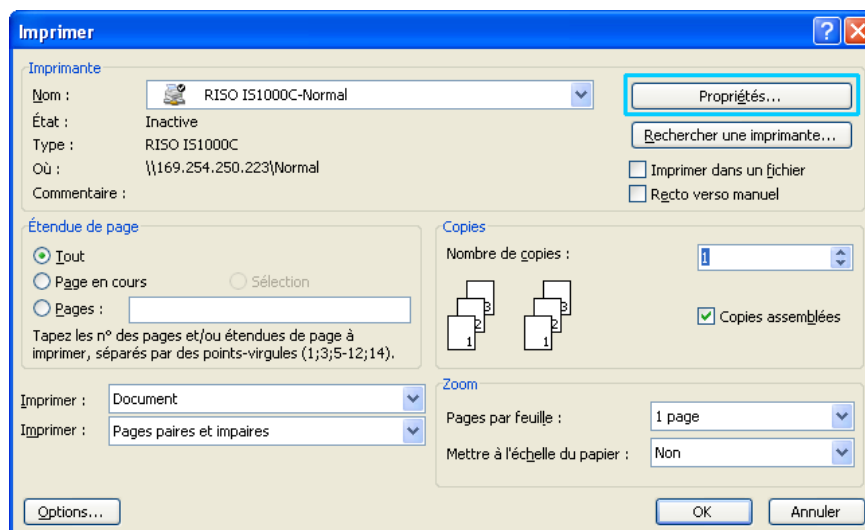 Imprimer
Imprimante
Nom : RISO IS1000C-Normal Propriétés...
État : Inactive
Type : RISO IS1000C Rechercher une imprimante...
Où : \\169.254.250.223\Normal Imprimer dans un fichier
Commentaire : Recto verso manuel
Étendue de page
Tout
Page en cours Sélection
Pages :
Tapez les n° des pages et/ou étendues de page à
imprimer, séparés par des points-virgules (1;3;5-12;14).
Copies
Nombre de copies : 1
1 2 3 1 2 3 Copies assemblées
Imprimer : Document
Imprimer : Pages paires et impaires
Zoom
Pages par feuille : 1 page
Mettre à l'échelle du papier : Non
Options... OK Annuler